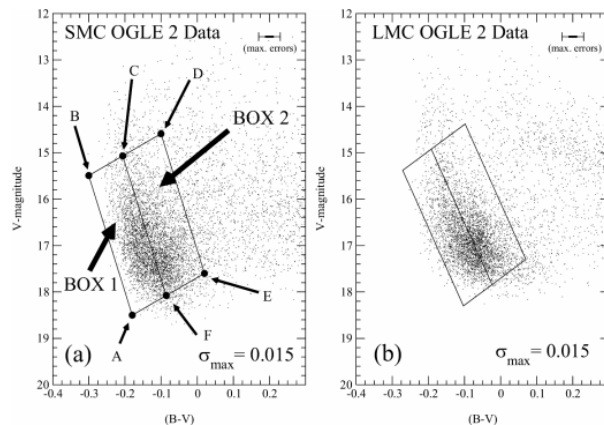 SMC OGLE 2 Data
(max. errors)
C
D
B
BOX 2
BOX 1
E
A
F
(a)
σmax = 0.015
V-magnitude
12
13
14
15
16
17
18
19
20
-0.4 -0.3 -0.2 -0.1 0 0.1 0.2
(B-V)
LMC OGLE 2 Data
(max. errors)
(b)
σmax = 0.015
V-magnitude
12
13
14
15
16
17
18
19
20
-0.4 -0.3 -0.2 -0.1 0 0.1 0.2
(B-V)